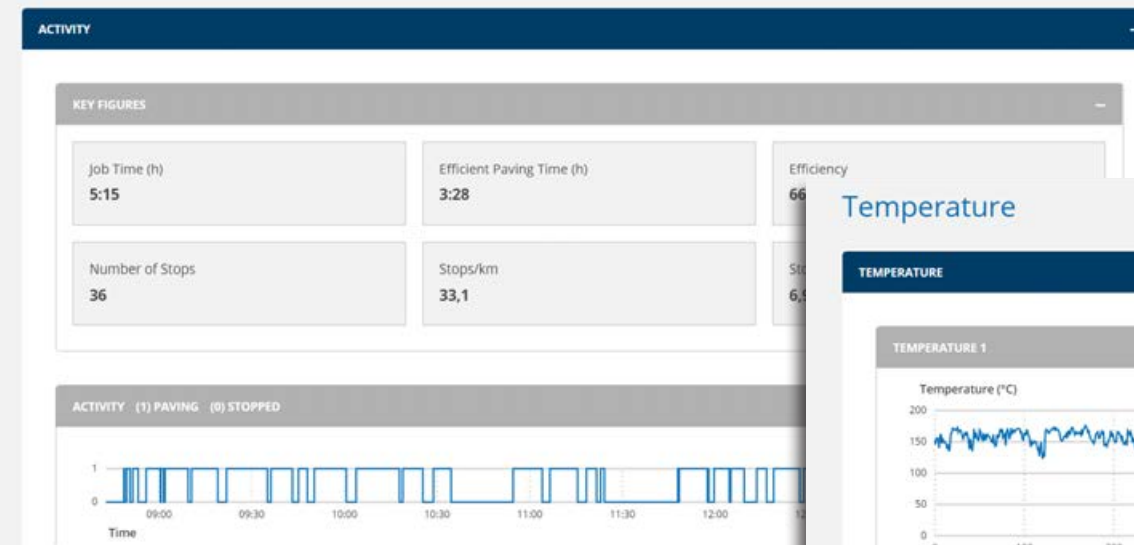 ACTIVITY
KEY FIGURES
Job Time (h)
5:15
Efficient Paving Time (h)
3:28
Efficiency
66
Number of Stops
36
Stops/km
33,1
ACTIVITY (1) PAVING (0) STOPPED
1
0
09:00 09:30 10:00 10:30 11:00 11:30 12:00
Time
Temperature
TEMPERATURE
TEMPERATURE 1
Temperature (°C)
200
150
100
50
0